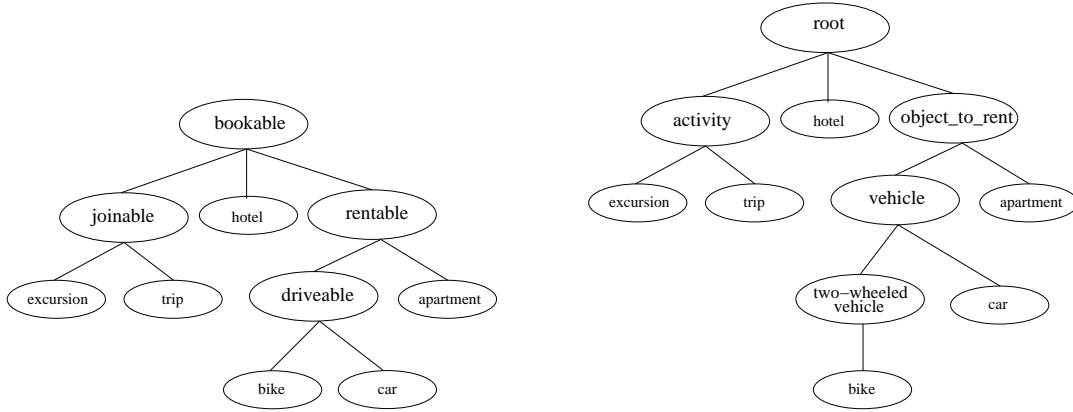 bookable
joinable
hotel
rentable
excursion
trip
driveable
apartment
bike
car
root
activity
hotel
object_to_rent
excursion
trip
vehicle
apartment
two-wheeled
vehicle
car
bike